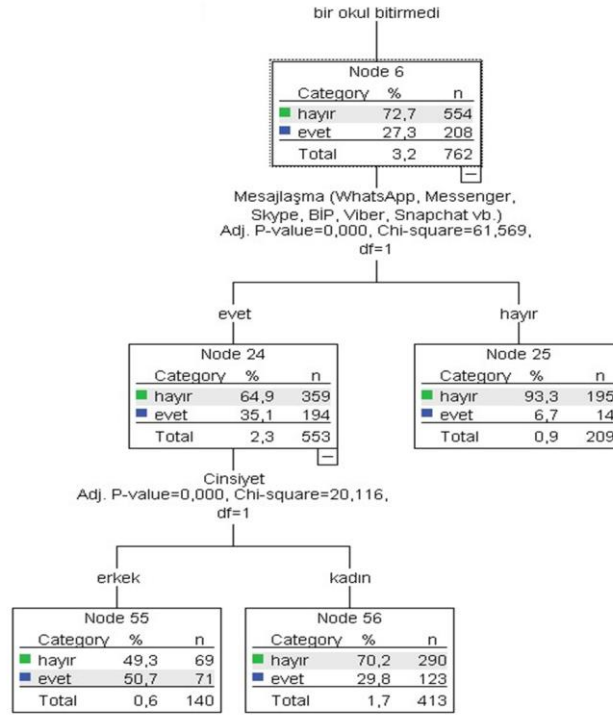 bir okul bitirmedi
Node 6
Category % n
hayır 72,7 554
evet 27,3 208
Total 3,2 762
Mesajlaşma (WhatsApp, Messenger,
Skype, BİP, Viber, Snapchat vb.)
Adj. P-value=0,000, Chi-square=61,569,
df=1
evet
hayır
Node 24
Category % n
hayır 64,9 359
evet 35,1 194
Total 2,3 553
Node 25
Category % n
hayır 93,3 195
evet 6,7 14
Total 0,9 209
Cinsiyet
Adj. P-value=0,000, Chi-square=20,116,
df=1
erkek
kadın
Node 55
Category % n
hayır 49,3 69
evet 50,7 71
Total 0,6 140
Node 56
Category % n
hayır 70,2 290
evet 29,8 123
Total 1,7 413